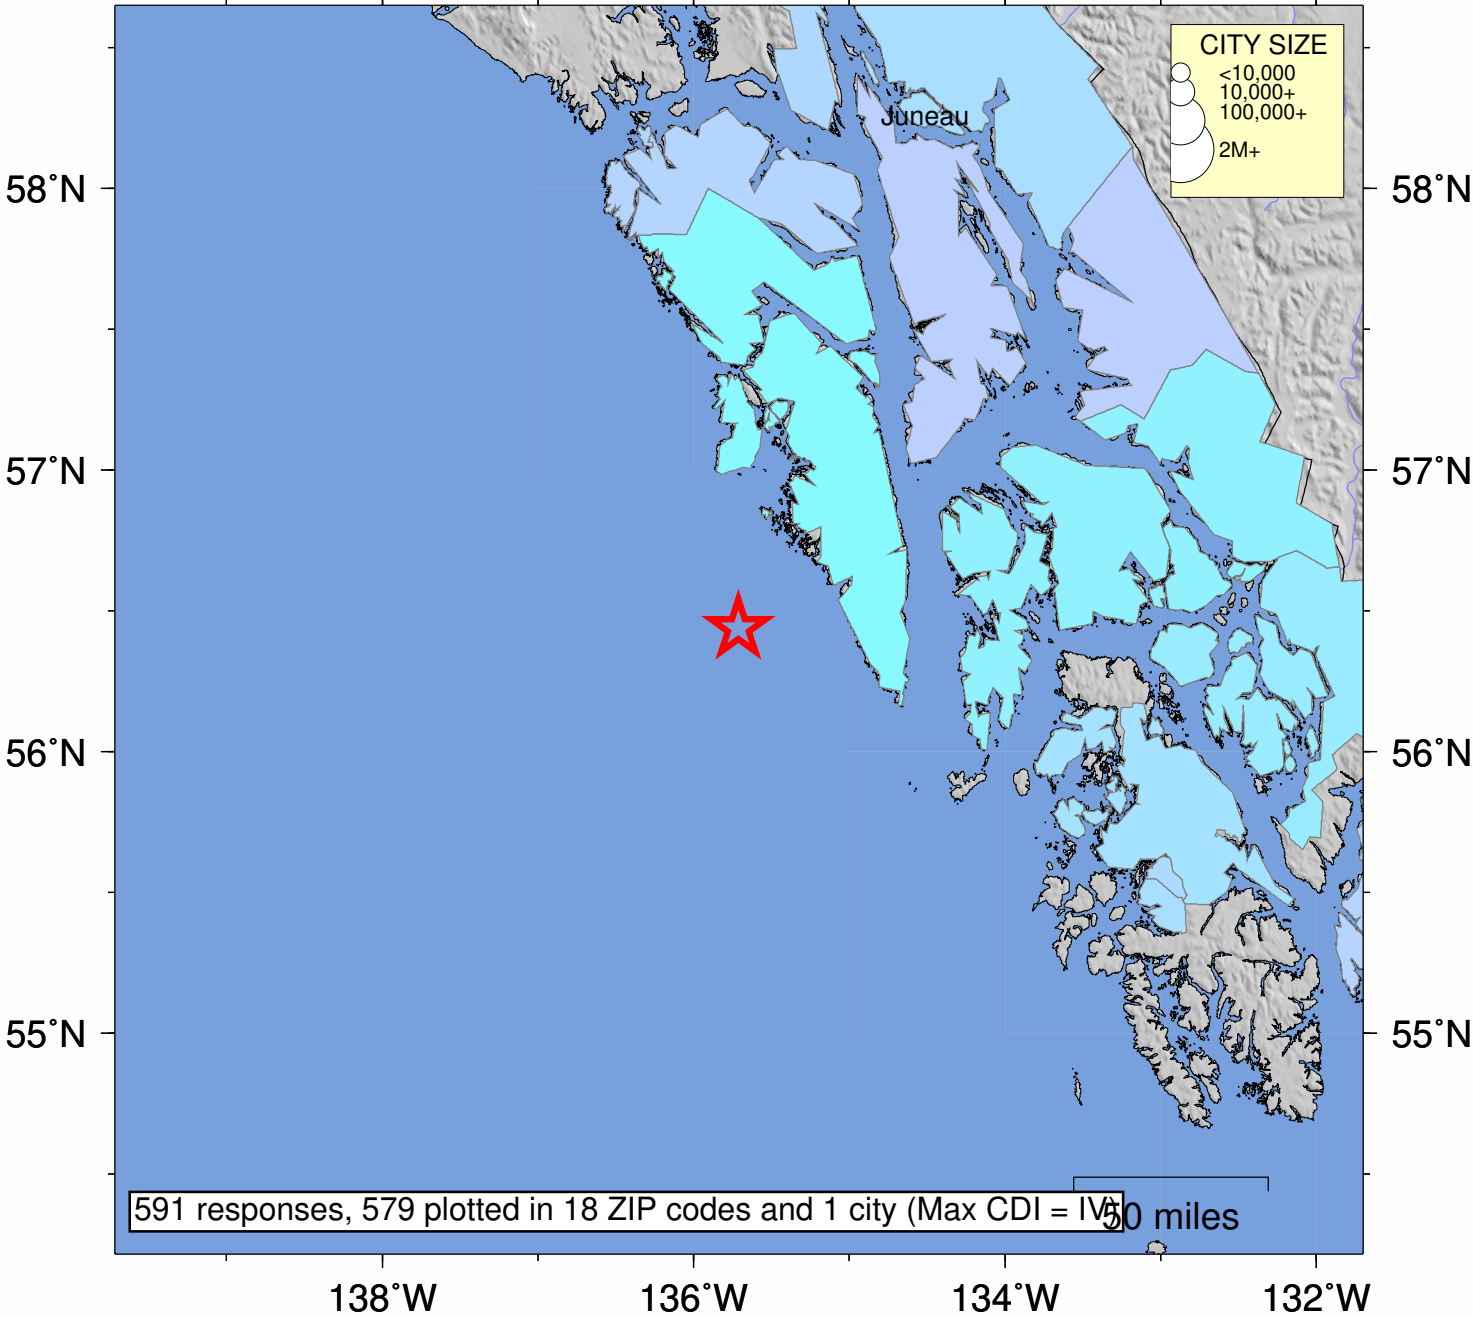 CITY SIZE
<10,000
10,000+
100,000+
2M+
Juneau
58°N
58°N
57°N
57°N
56°N
56°N
55°N
55°N
591 responses, 579 plotted in 18 ZIP codes and 1 city (Max CDI = IV)
50 miles
138°W
136°W
134°W
132°W